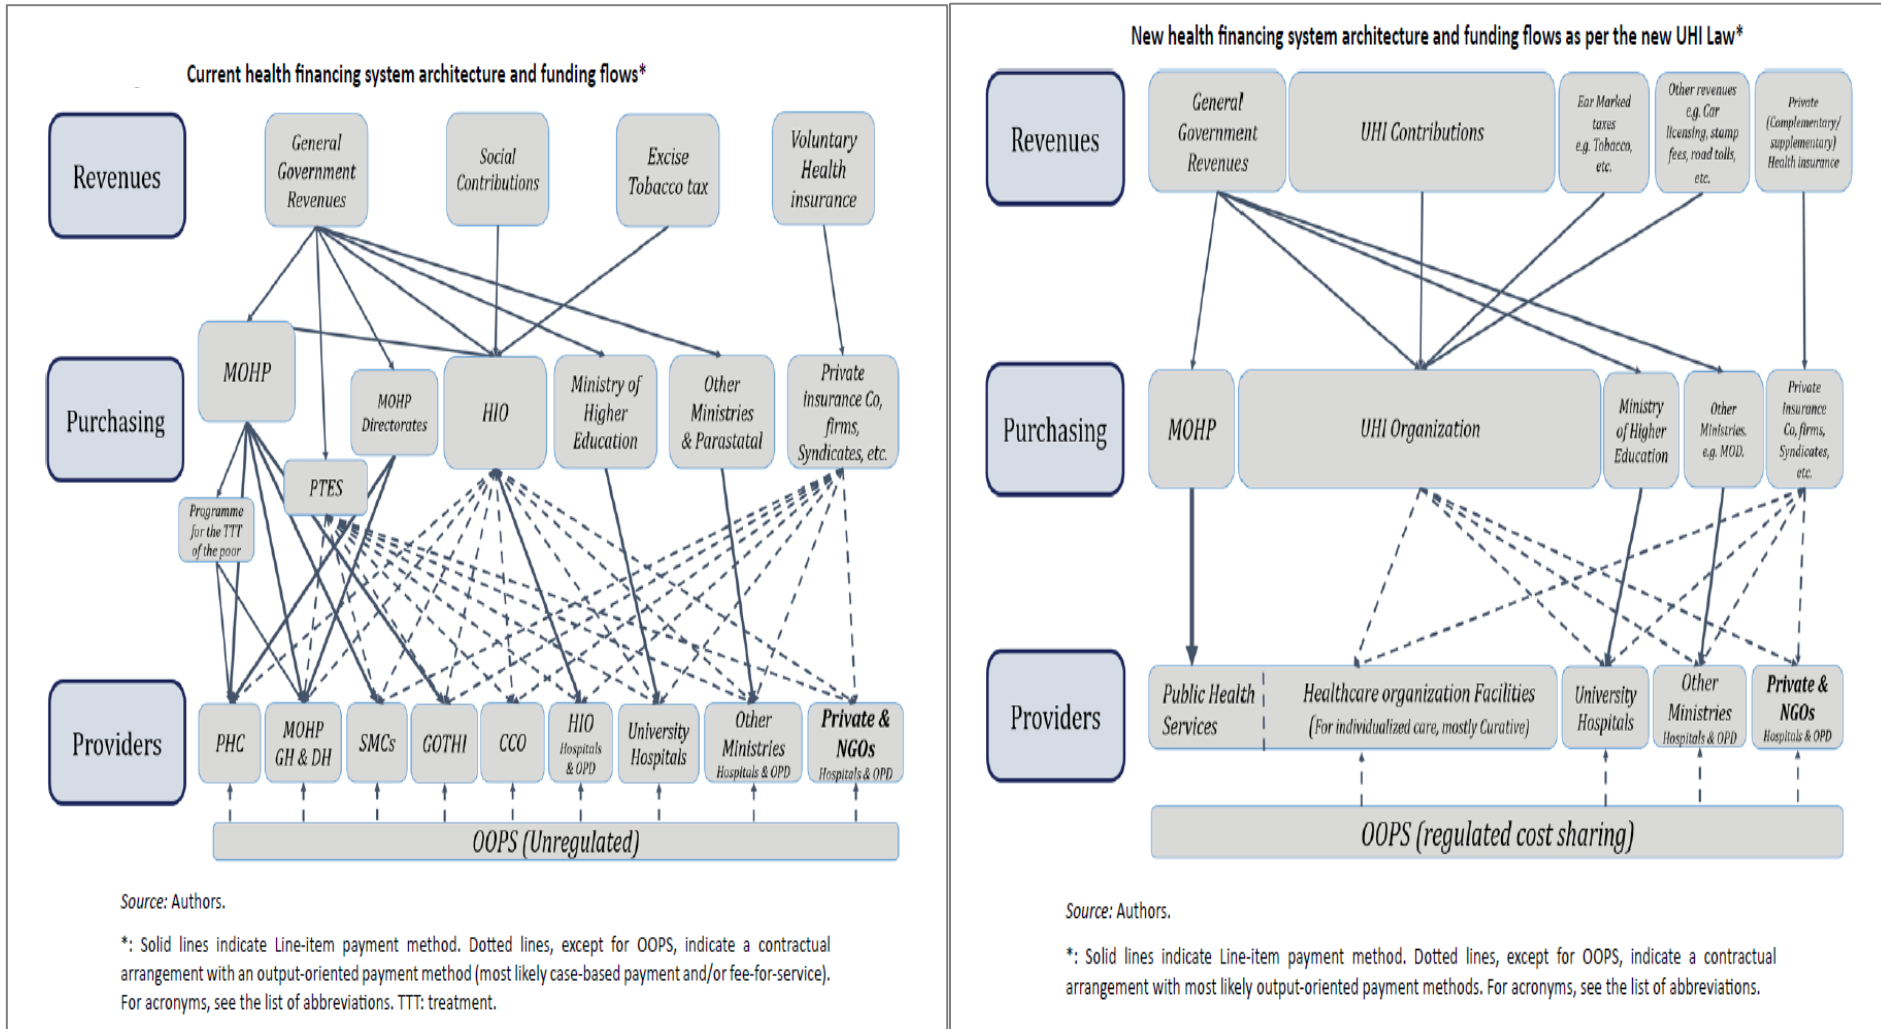 Current health financing system architecture and funding flows*
Revenues
General
Government
Revenues
Social
Contributions
Excise
Tobacco tax
Voluntary
Health
insurance
Purchasing
MOHP
PTES
MOHP
Directorates
HIO
Ministry of
Higher
Education
Other
Ministries
& Parastatal
Private
insurance Co,
firms,
Syndicates, etc.
Programme
for the TTT
of the poor
Providers
PHC
MOHP
GH & DH
SMCs
GOTHI
CCO
HIO
Hospitals
& OPD
University
Hospitals
Other
Ministries
Hospitals & OPD
Private &
NGOs
Hospitals & OPD
OOPS (Unregulated)
Source: Authors.
*: Solid lines indicate Line-item payment method. Dotted lines, except for OOPS, indicate a contractual
arrangement with an output-oriented payment method (most likely case-based payment and/or fee-for-service).
For acronyms, see the list of abbreviations. TTT: treatment.
New health financing system architecture and funding flows as per the new UHI Law*
Revenues
General
Government
Revenues
UHI Contributions
Ear Marked
taxes
e.g. Tobacco,
etc.
Other revenues
e.g. Car
licensing, stamp
fees, road tolls,
etc.
Private
(Complementary/
supplementary)
Health insurance
Purchasing
MOHP
UHI Organization
Ministry
of Higher
Education
Other
Ministries.
e.g. MOD.
Private
Insurance
Co, firms,
Syndicates,
etc.
Providers
Public Health
Services
Healthcare organization Facilities
(For individualized care, mostly Curative)
University
Hospitals
Other
Ministries
Hospitals & OPD
Private &
NGOs
Hospitals & OPD
OOPS (regulated cost sharing)
Source: Authors.
*: Solid lines indicate Line-item payment method. Dotted lines, except for OOPS, indicate a contractual
arrangement with most likely output-oriented payment methods. For acronyms, see the list of abbreviations.